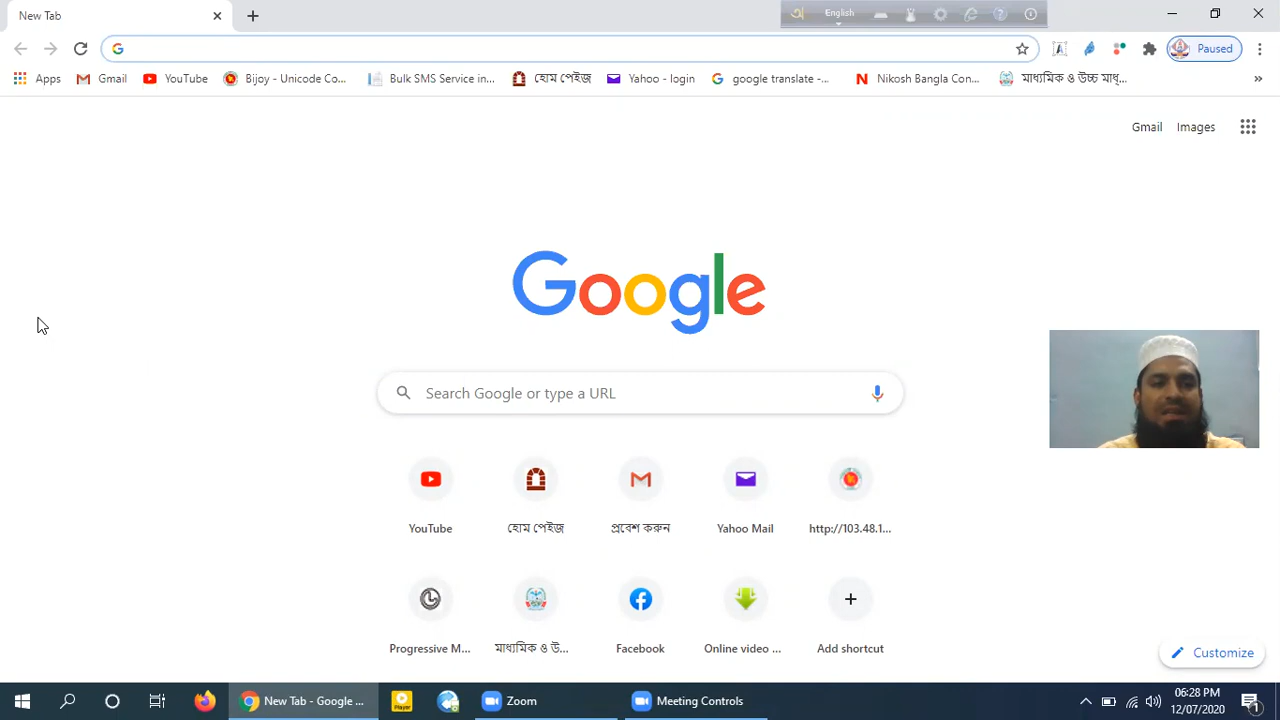 New Tab
English
Paused
Apps Gmail YouTube Bijoy - Unicode Co... Bulk SMS Service in... হোম পেইজ Yahoo - login google translate -... Nikosh Bangla Con... মাধ্যমিক ও উচ্চ মাধ্... »
Gmail Images
Google
Search Google or type a URL
YouTube হোম পেইজ প্রবেশ করুন Yahoo Mail http://103.48.1...
Progressive M... মাধ্যমিক ও উ... Facebook Online video ... Add shortcut
Customize
New Tab - Google ... Player Zoom Meeting Controls 06:28 PM
12/07/2020 1